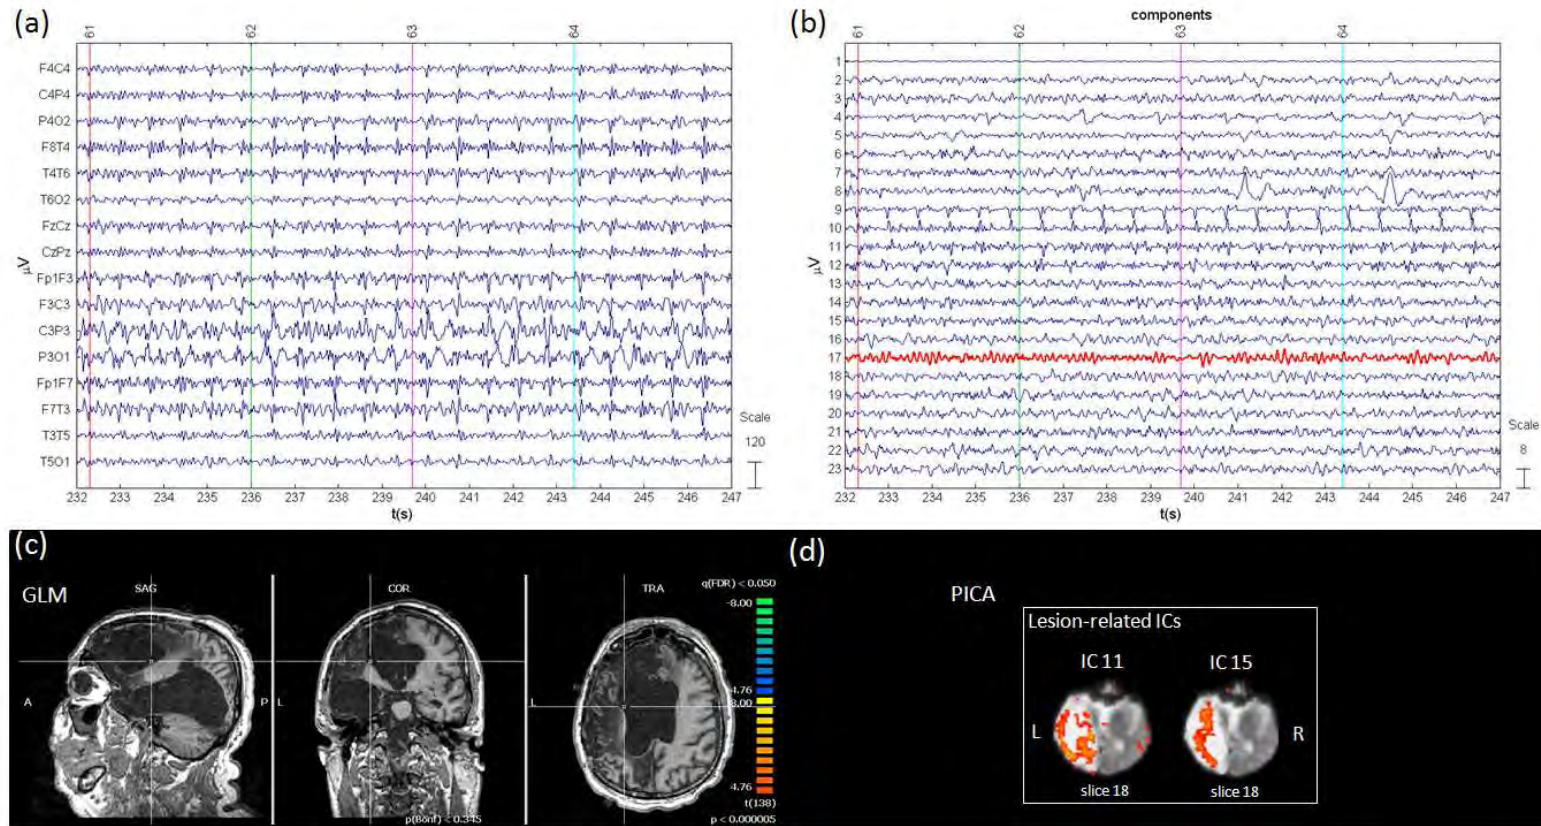 (a)
61 62 63 64
F4C4
C4P4
P4O2
F8T4
T4T6
T6O2
FzCz
CzPz
Fp1F3
F3C3
C3P3
P3O1
Fp1F7
F7T3
T3T5
T5O1
μV
Scale
120
232 233 234 235 236 237 238 239 240 241 242 243 244 245 246 247
t(s)
(b)
components
61 62 63 64
1
2
3
4
5
6
7
8
9
10
11
12
13
14
15
16
17
18
19
20
21
22
23
μV
Scale
8
232 233 234 235 236 237 238 239 240 241 242 243 244 245 246 247
t(s)
(c)
GLM
SAG
COR
TRA
q(FDR) < 0.050
-8.00
-4.76
8.00
4.76
t(138)
p < 0.000005
A
P
L
L
p(Bonf) < 0.345
(d)
PICA
Lesion-related ICs
IC 11
IC 15
L
R
slice 18
slice 18